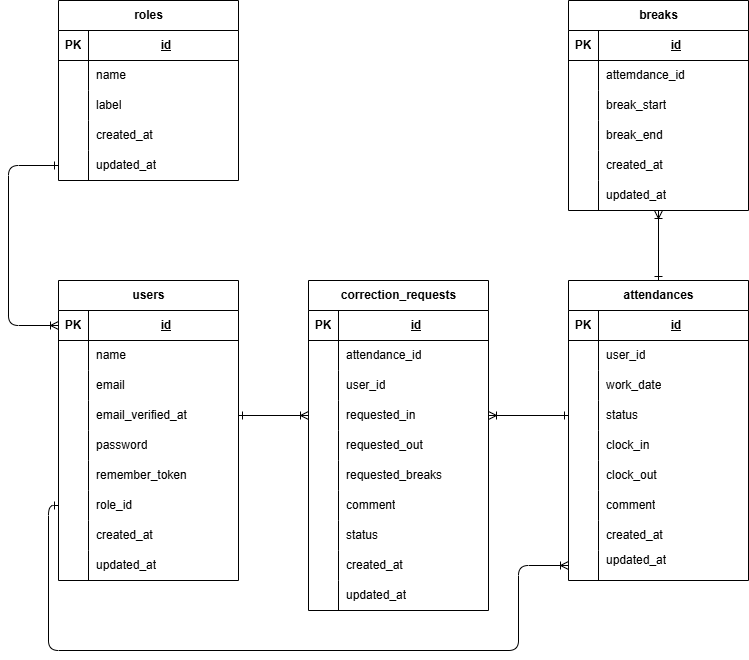 roles
PK id
name
label
created_at
updated_at
breaks
PK id
attemdance_id
break_start
break_end
created_at
updated_at
users
PK id
name
email
email_verified_at
password
remember_token
role_id
created_at
updated_at
correction_requests
PK id
attendance_id
user_id
requested_in
requested_out
requested_breaks
comment
status
created_at
updated_at
attendances
PK id
user_id
work_date
status
clock_in
clock_out
comment
created_at
updated_at